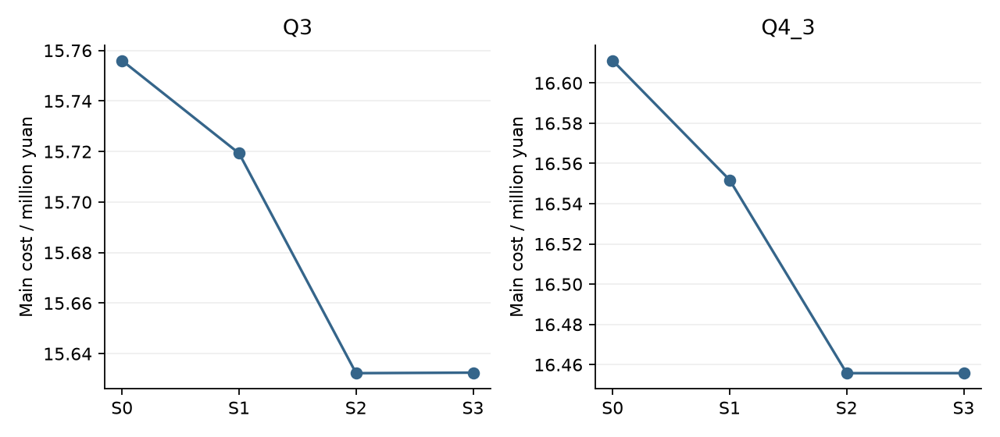 Q3
Main cost / million yuan
15.76
15.74
15.72
15.70
15.68
15.66
15.64
S0 S1 S2 S3
Q4_3
Main cost / million yuan
16.60
16.58
16.56
16.54
16.52
16.50
16.48
16.46
S0 S1 S2 S3